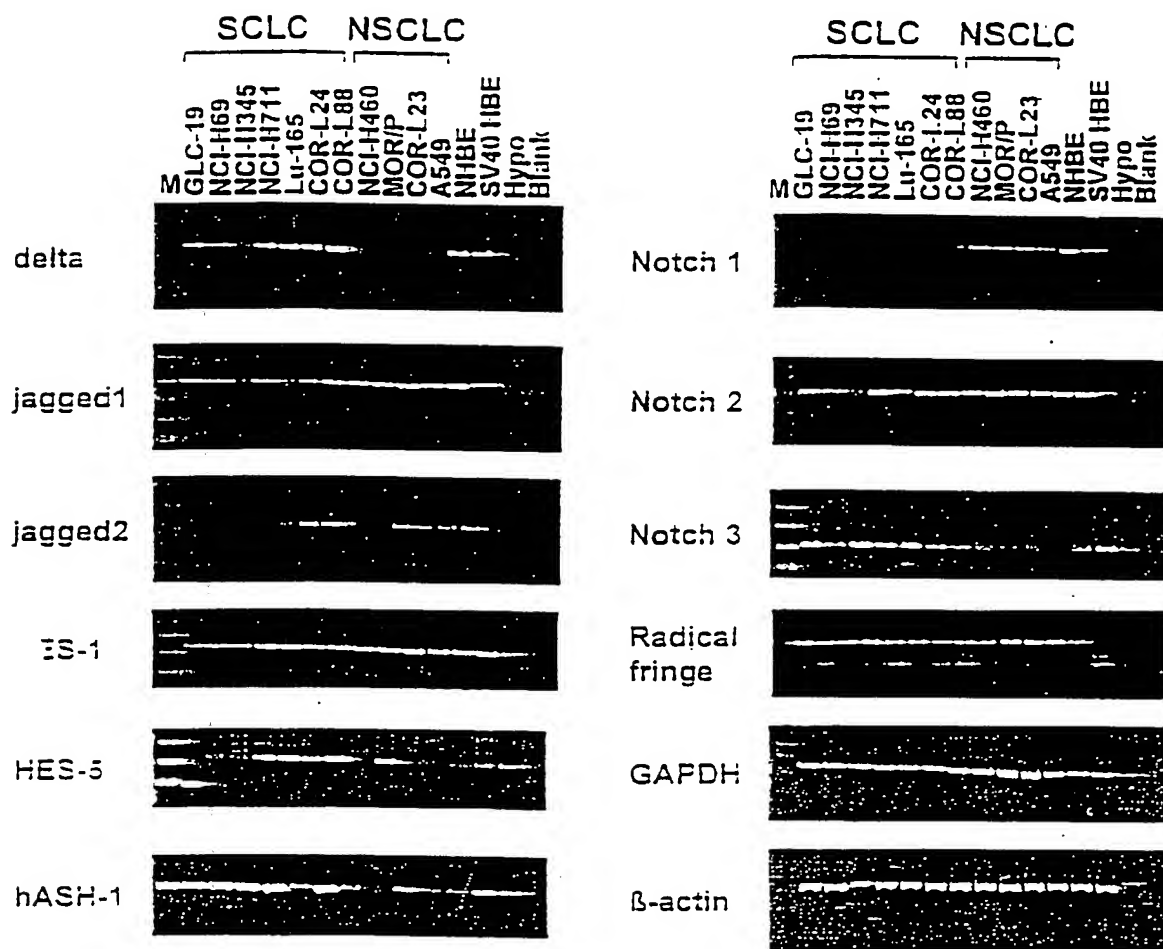 SCLC NSCLC
M GLC-19 NCI-H69 NCI-H345 NCI-H711 Lu-165 COR-L24 COR-L88 NCI-H460 MOR/P COR-L23 A549 NHBE SV40 HBE Hypo Blank
delta
jagged1
jagged2
ES-1
HES-5
hASH-1
SCLC NSCLC
M GLC-19 NCI-H69 NCI-H345 NCI-H711 Lu-165 COR-L24 COR-L88 NCI-H460 MOR/P COR-L23 A549 NHBE SV40 HBE Hypo Blank
Notch 1
Notch 2
Notch 3
Radical
fringe
GAPDH
ß-actin